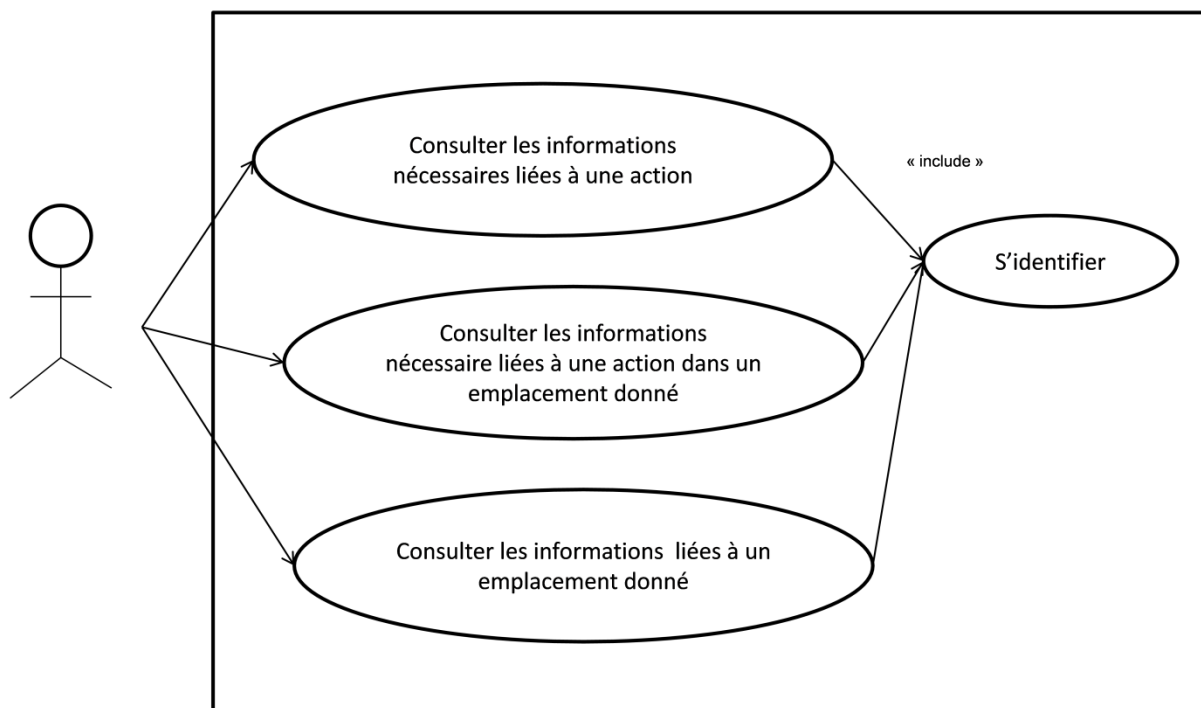 Consulter les informations
nécessaires liées à une action
« include »
S’identifier
Consulter les informations
nécessaire liées à une action dans un
emplacement donné
Consulter les informations  liées à un
emplacement donné